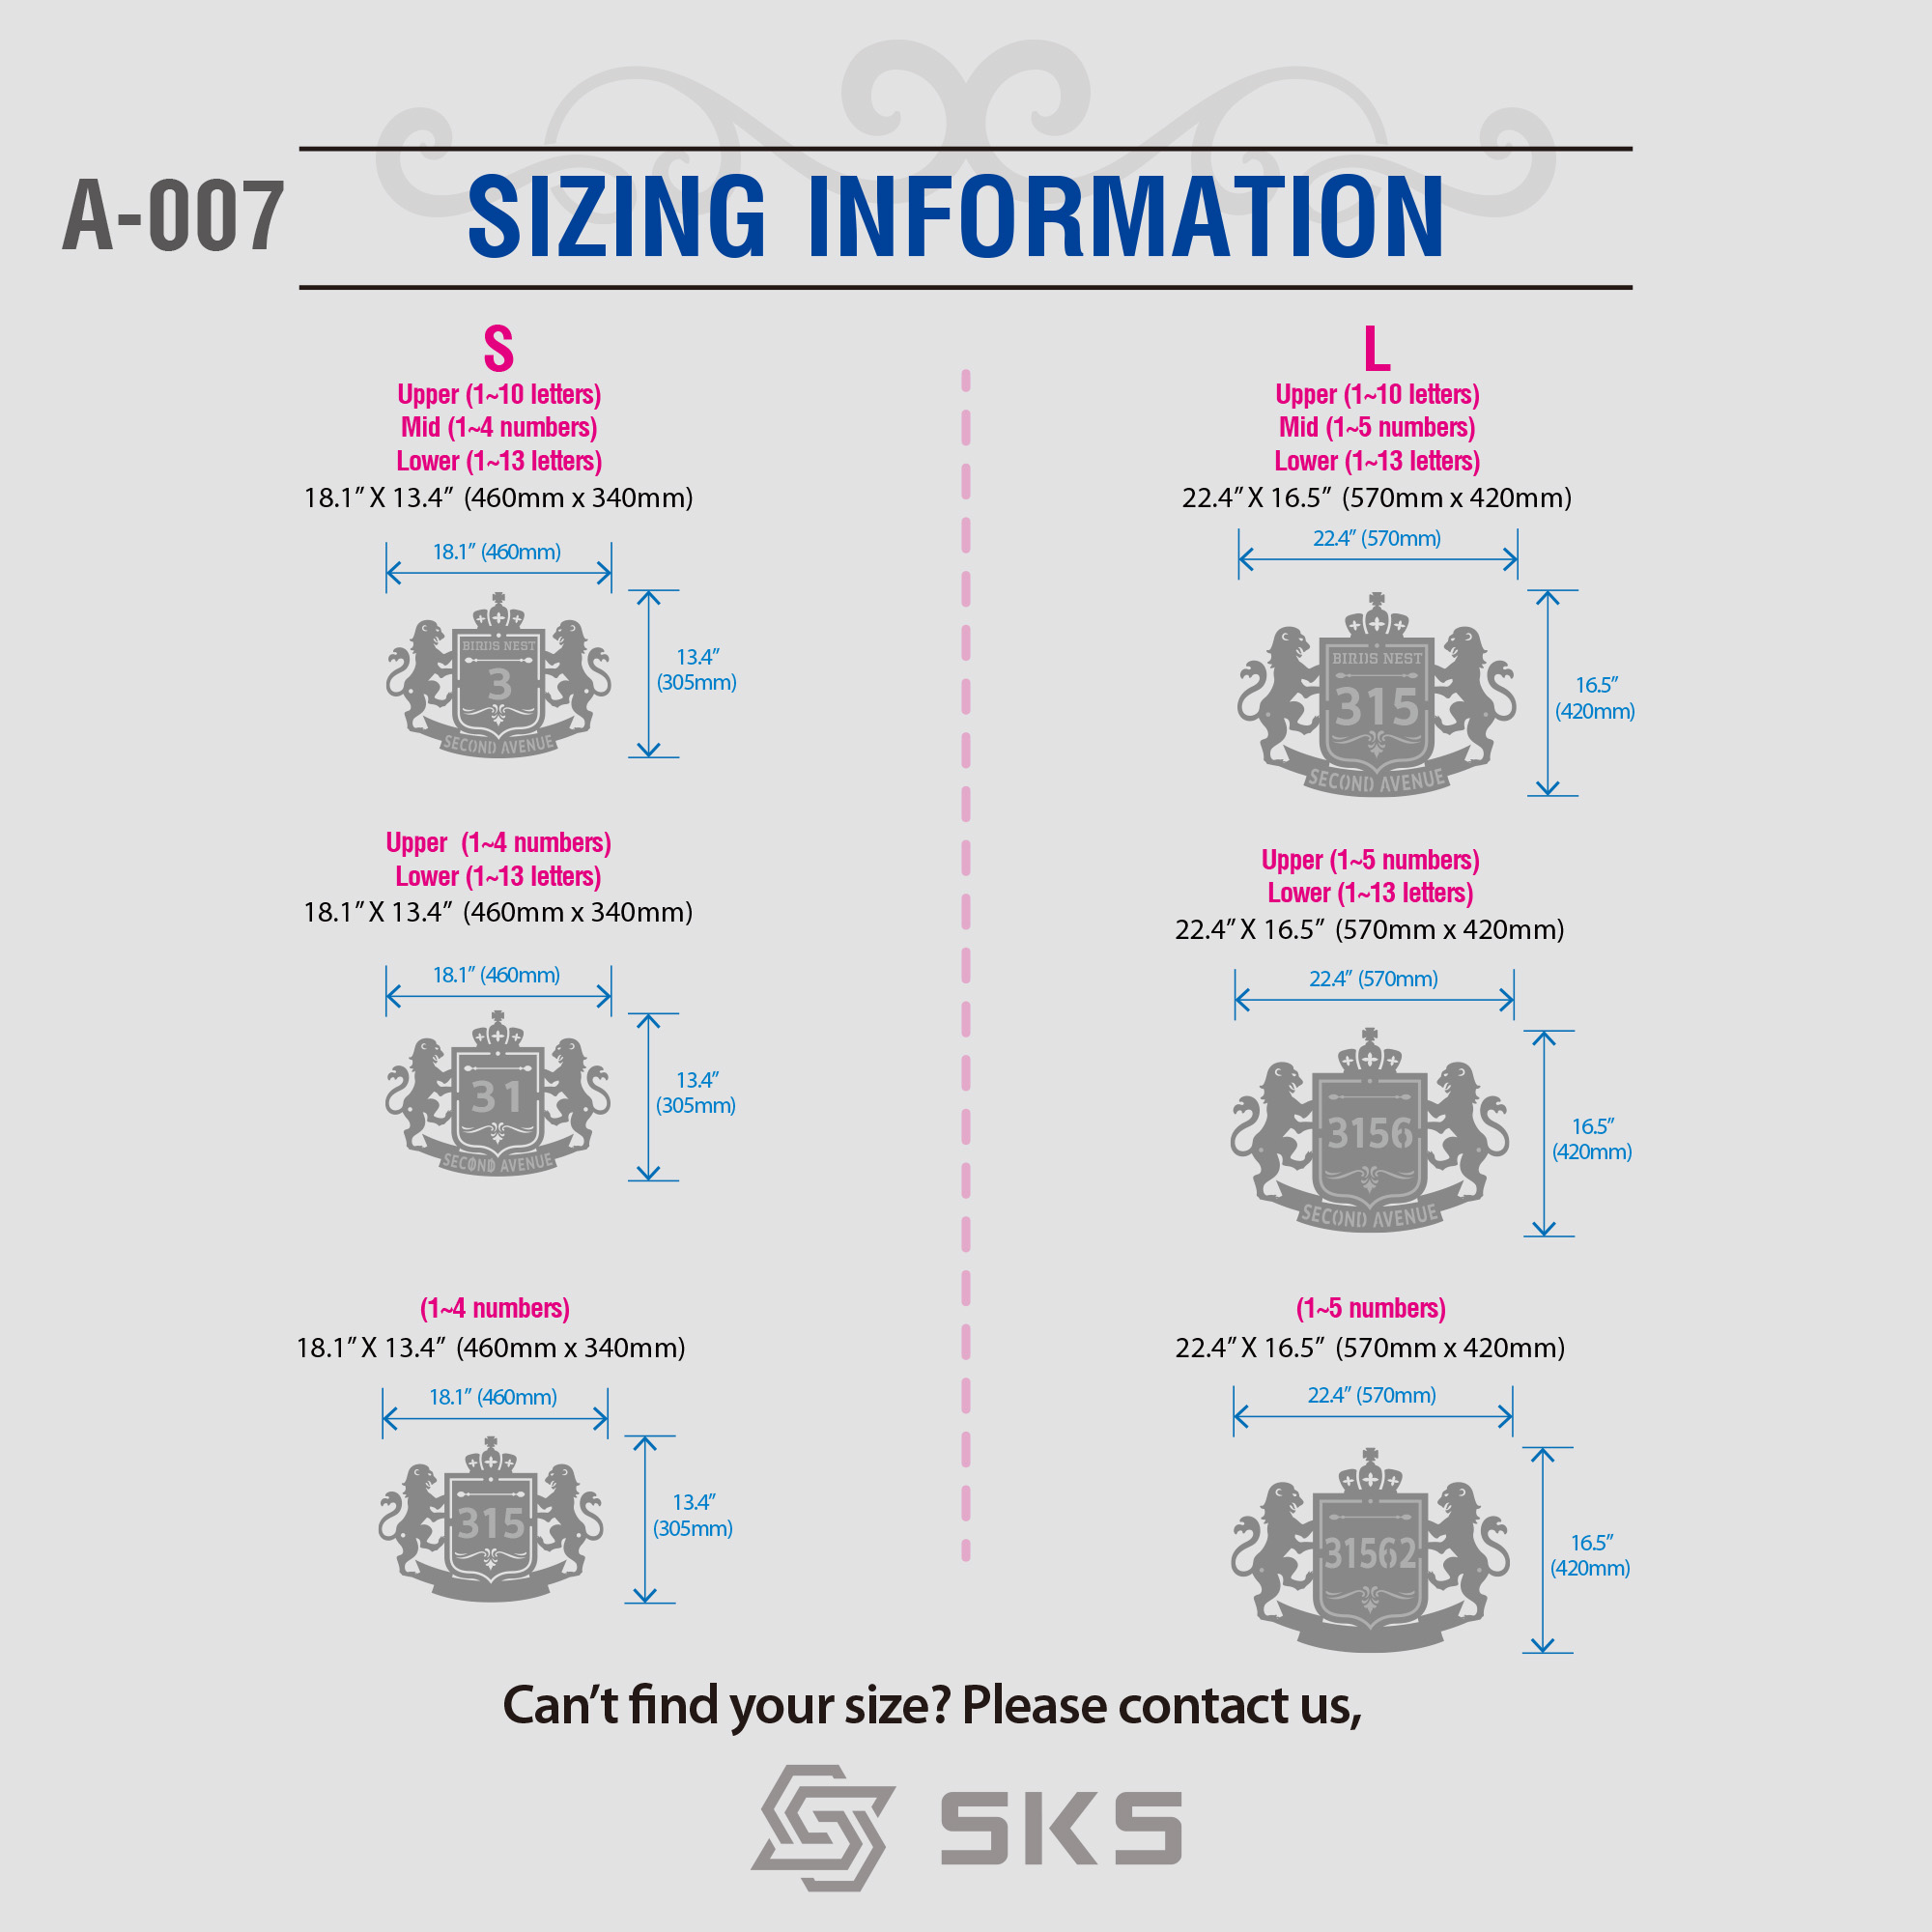 A-007
SIZING INFORMATION
S
Upper (1~10 letters)
Mid (1~4 numbers)
Lower (1~13 letters)
18.1” X 13.4” (460mm x 340mm)
18.1” (460mm)
13.4”
(305mm)
BIRDS NEST
3
SECOND AVENUE
Upper (1~4 numbers)
Lower (1~13 letters)
18.1” X 13.4” (460mm x 340mm)
18.1” (460mm)
13.4”
(305mm)
31
SECOND AVENUE
(1~4 numbers)
18.1” X 13.4” (460mm x 340mm)
18.1” (460mm)
13.4”
(305mm)
315
L
Upper (1~10 letters)
Mid (1~5 numbers)
Lower (1~13 letters)
22.4” X 16.5” (570mm x 420mm)
22.4” (570mm)
16.5”
(420mm)
BIRDS NEST
315
SECOND AVENUE
Upper (1~5 numbers)
Lower (1~13 letters)
22.4” X 16.5” (570mm x 420mm)
22.4” (570mm)
16.5”
(420mm)
3156
SECOND AVENUE
(1~5 numbers)
22.4” X 16.5” (570mm x 420mm)
22.4” (570mm)
16.5”
(420mm)
31562
Can’t find your size? Please contact us,
SKS